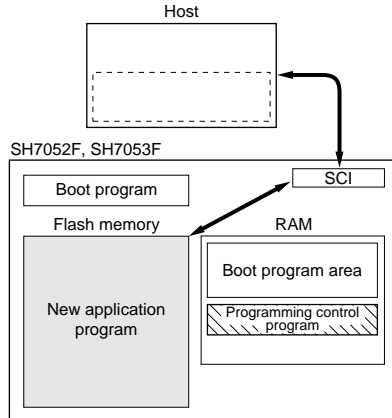 Host
SH7052F, SH7053F
SCI
Boot program
Flash memory
RAM
Boot program area
New application
program
Programming control
program